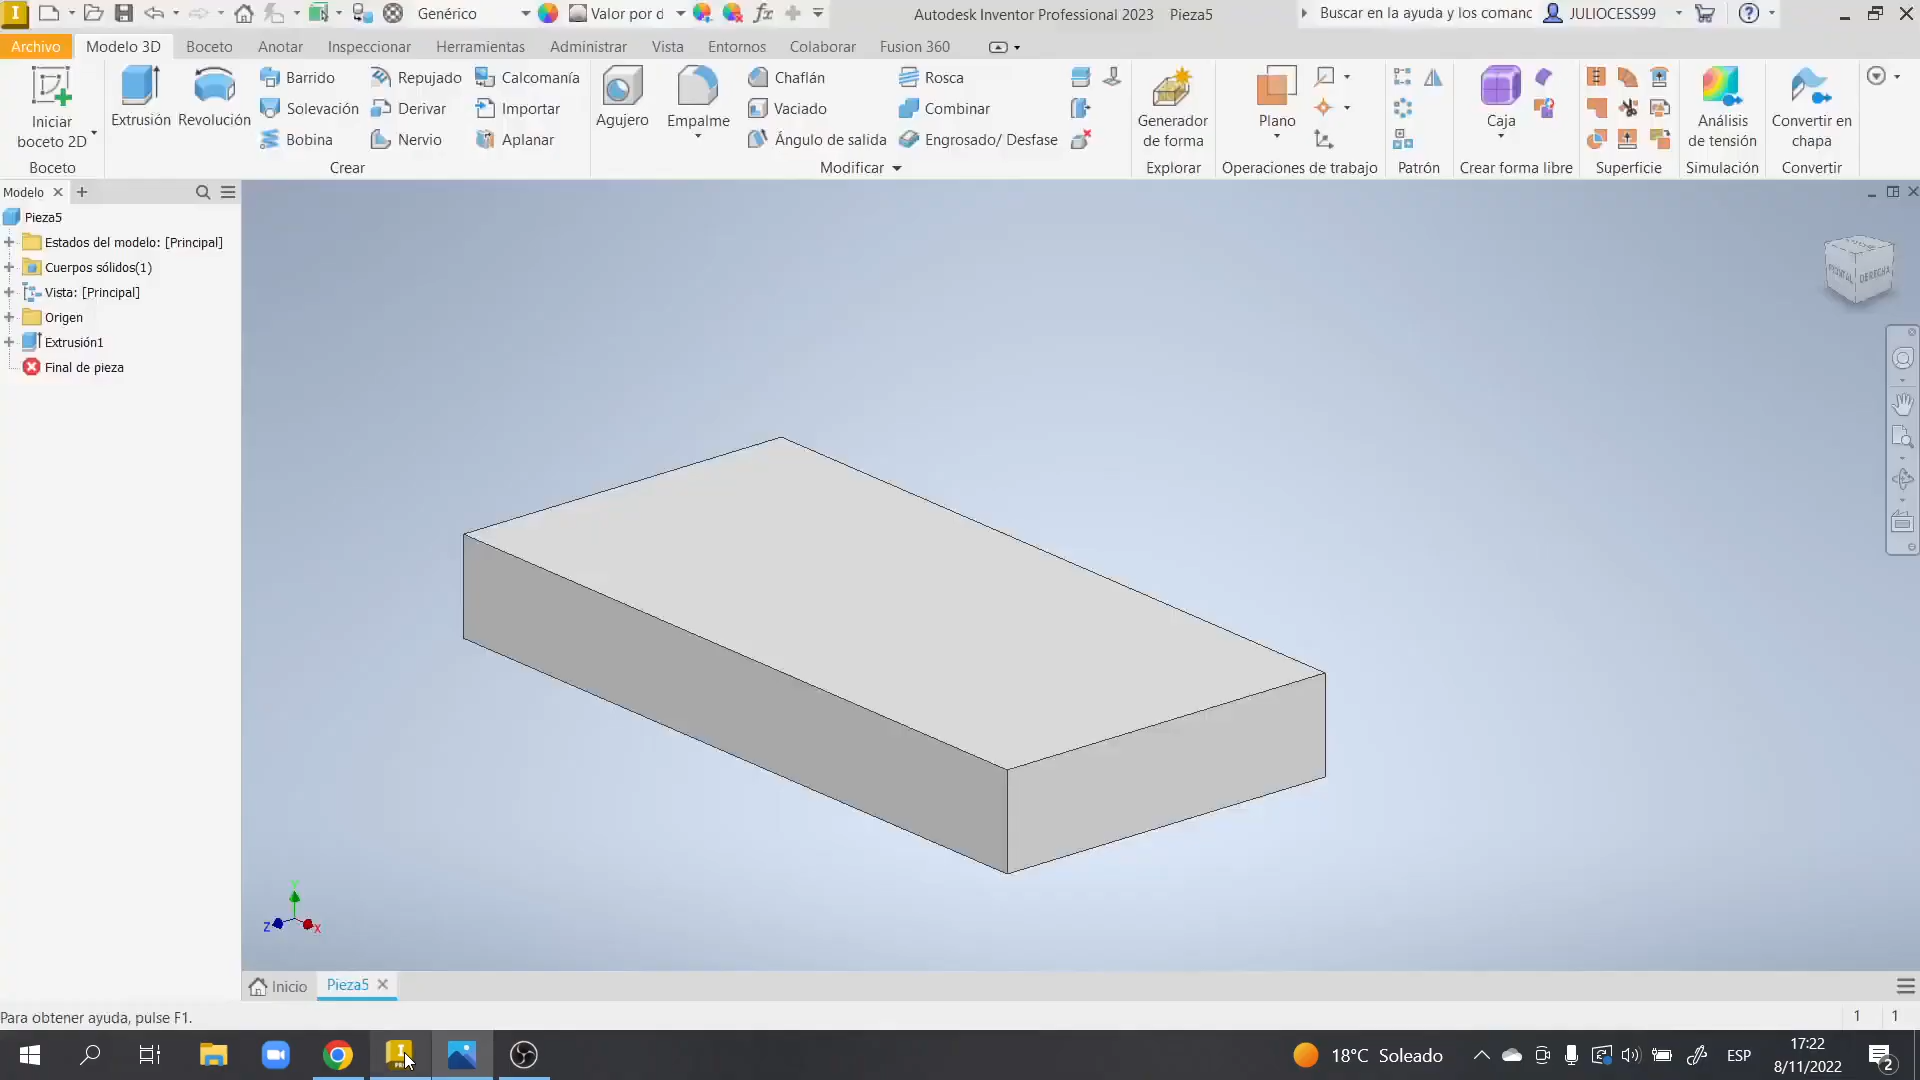 Genérico
Valor por d
Autodesk Inventor Professional 2023 Pieza5
Buscar en la ayuda y los comanc
JULIOCESS99
Archivo
Modelo 3D
Boceto
Anotar
Inspeccionar
Herramientas
Administrar
Vista
Entornos
Colaborar
Fusion 360
Iniciar
boceto 2D
Boceto
Extrusión
Revolución
Barrido
Solevación
Bobina
Repujado
Derivar
Nervio
Calcomanía
Importar
Aplanar
Crear
Agujero
Empalme
Chaflán
Vaciado
Ángulo de salida
Rosca
Combinar
Engrosado/ Desfase
Modificar
Generador
de forma
Explorar
Plano
Operaciones de trabajo
Patrón
Caja
Crear forma libre
Superficie
Análisis
de tensión
Simulación
Convertir en
chapa
Convertir
Modelo
Pieza5
Estados del modelo: [Principal]
Cuerpos sólidos(1)
Vista: [Principal]
Origen
Extrusión1
Final de pieza
DERECHA
Y
Z
X
Inicio
Pieza5
Para obtener ayuda, pulse F1.
1
1
18°C Soleado
ESP
17:22
8/11/2022
2